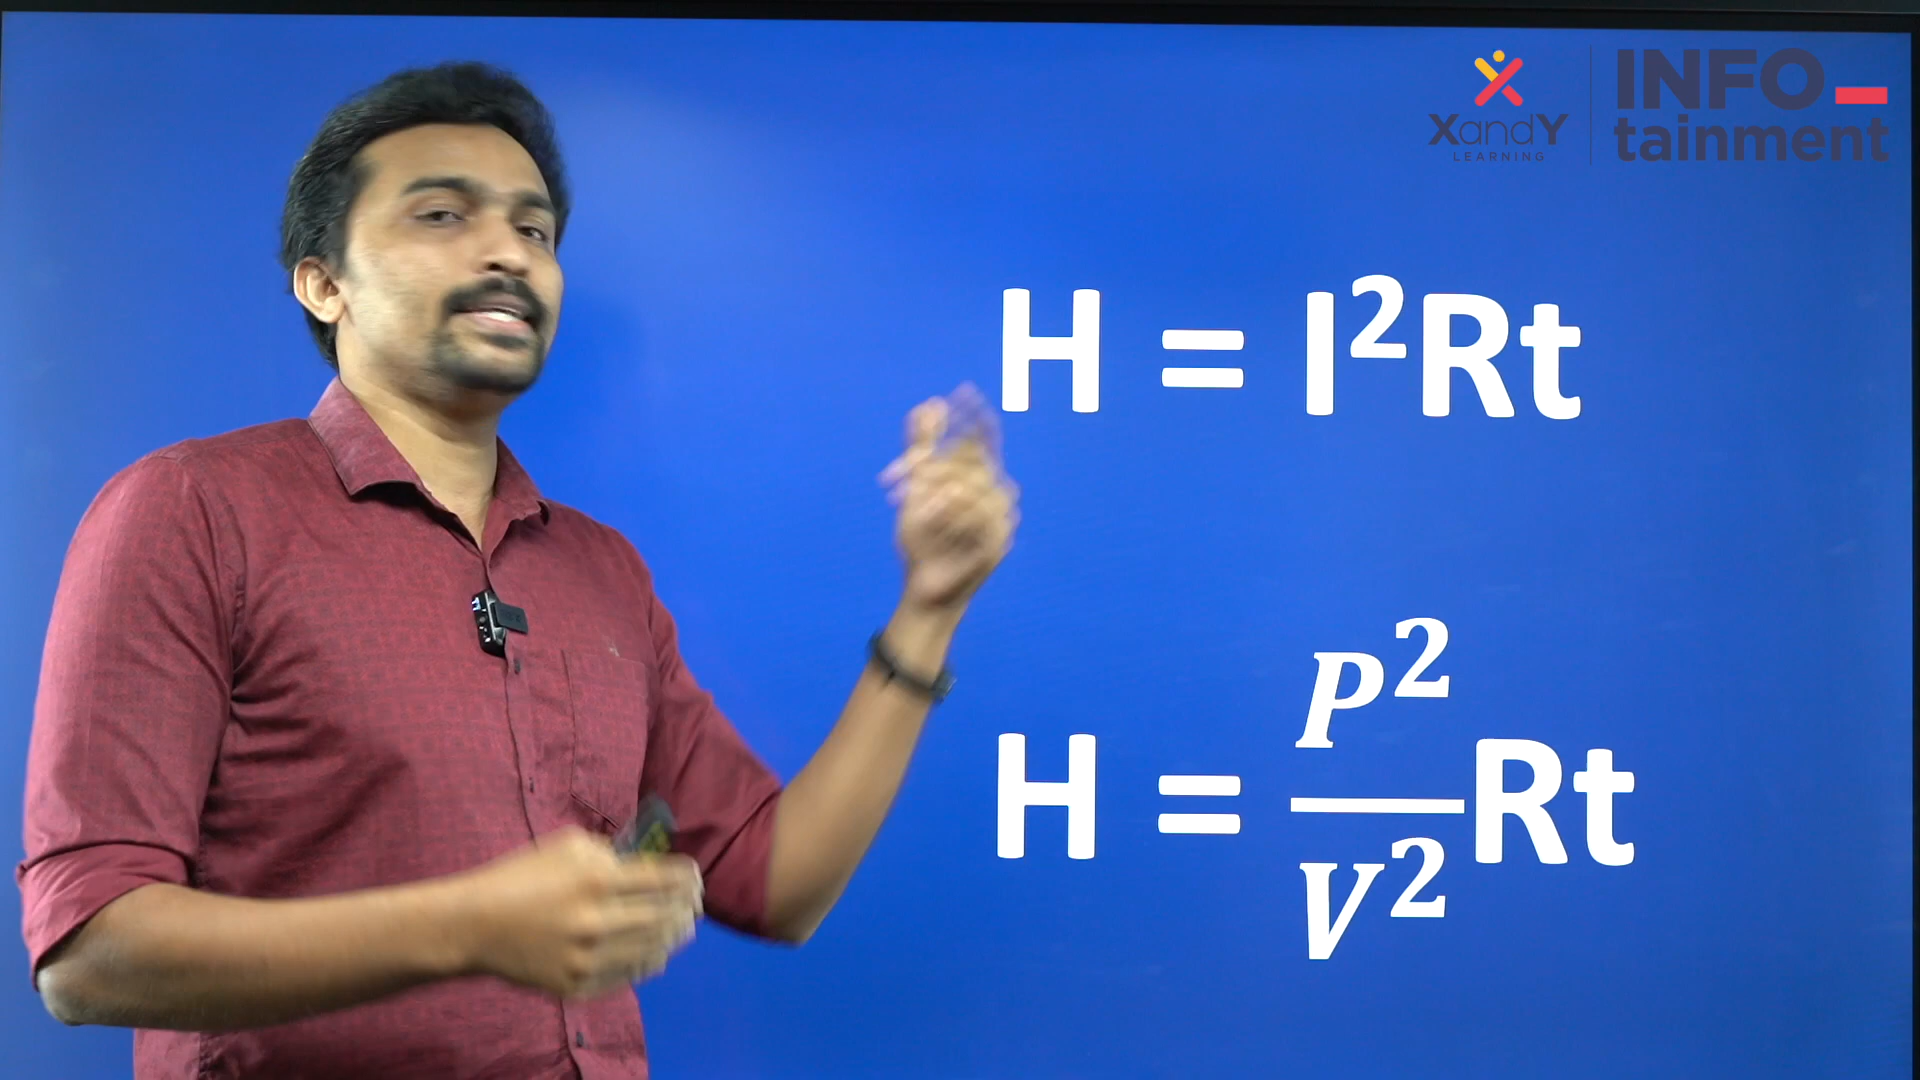 XandY
LEARNING
INFO
tainment
H = I²Rt
H = P²/V² Rt